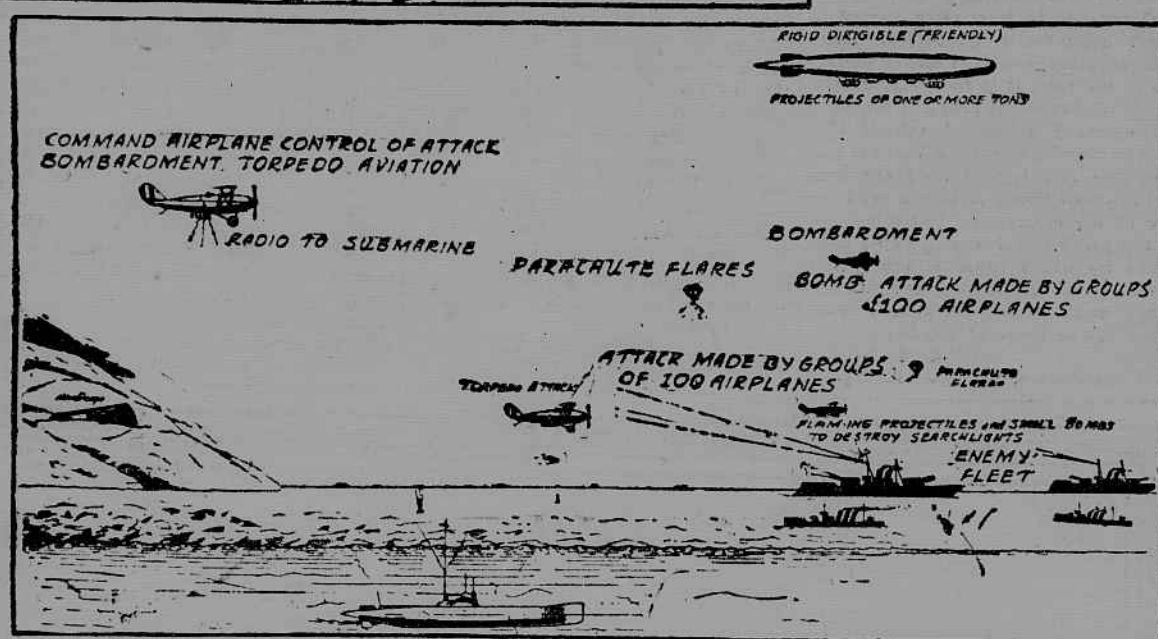 RIGID DIRIGIBLE (FRIENDLY)
PROJECTILES OF ONE OR MORE TONS
COMMAND AIRPLANE CONTROL OF ATTACK
BOMBARDMENT. TORPEDO AVIATION
RADIO TO SUBMARINE
BOMBARDMENT
PARACHUTE FLARES
BOMB ATTACK MADE BY GROUPS
of 100 AIRPLANES
ATTACK MADE BY GROUPS
OF 100 AIRPLANES
PARACHUTE
FLARES
TORPEDO ATTACK
FLAMING PROJECTILES and SMALL BOMBS
TO DESTROY SEARCHLIGHTS
ENEMY
FLEET